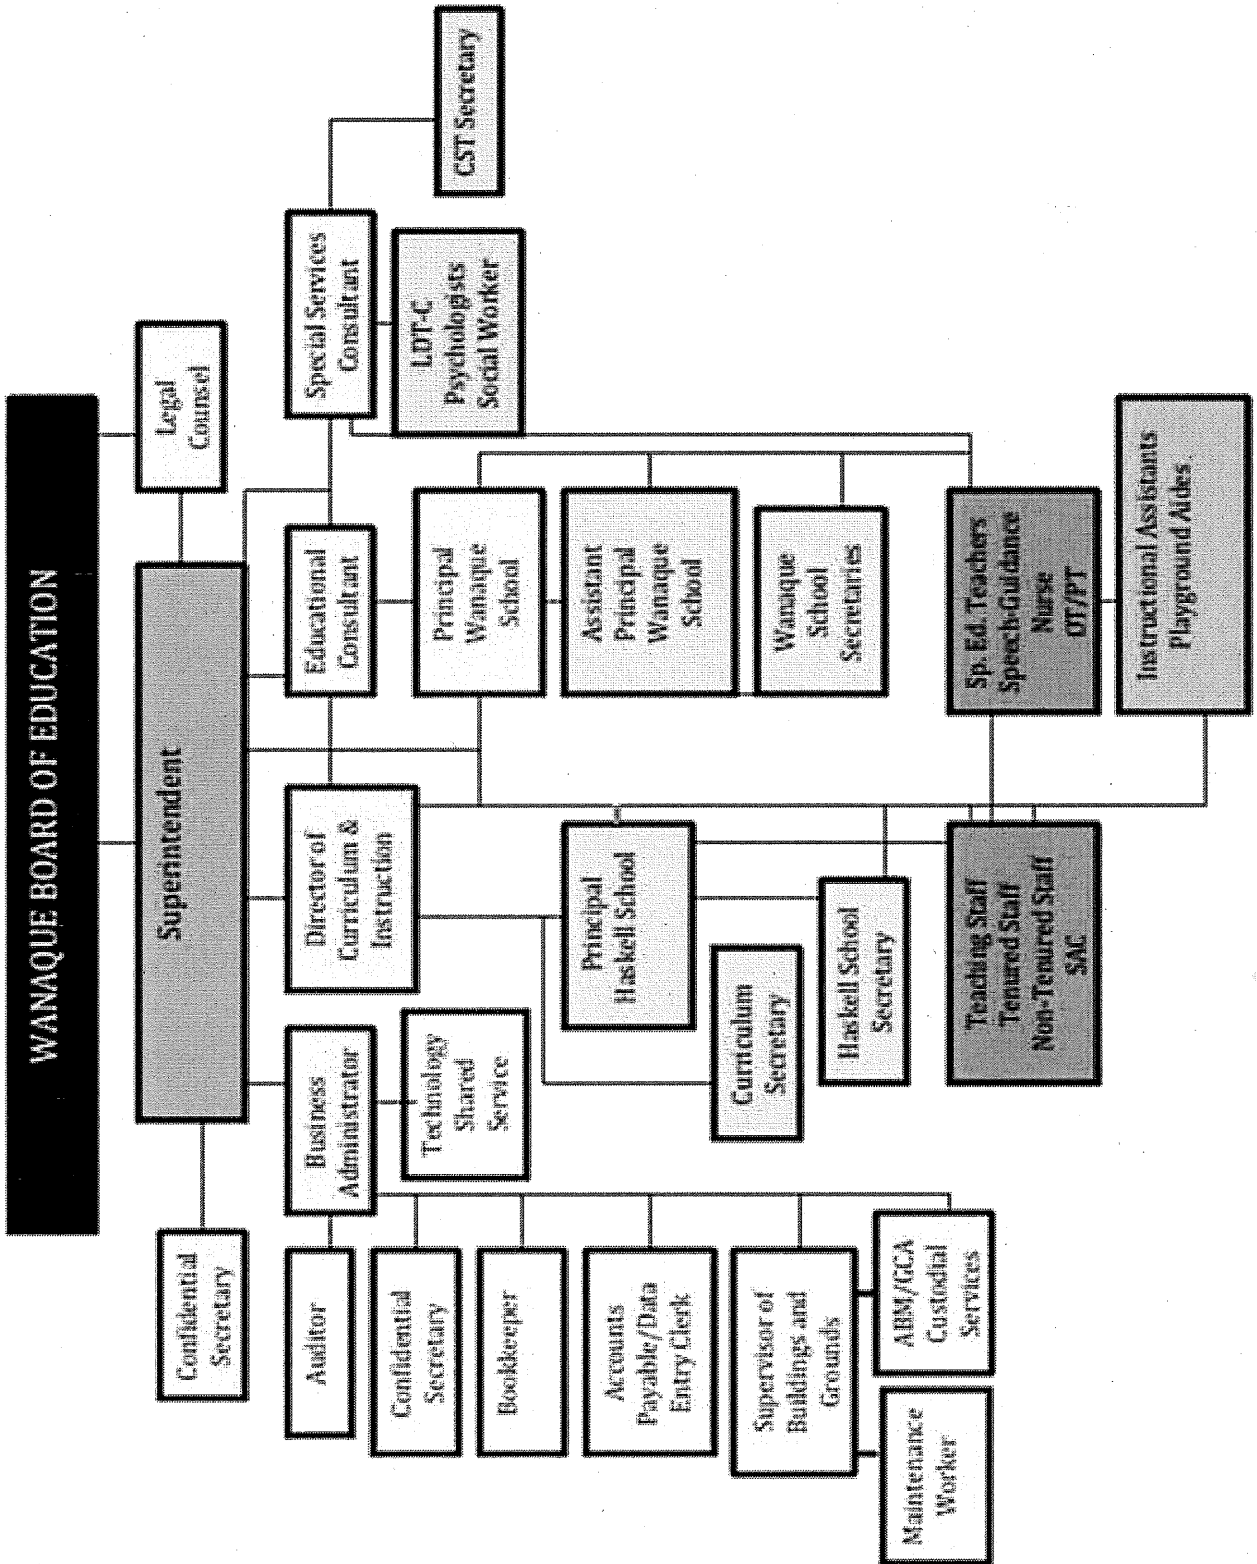 WANAQUE BOARD OF EDUCATION
Superintendent
Legal
Counsel
Confidential
Secretary
Business
Administrator
Director of
Curriculum &
Instruction
Educational
Consultant
Special Services
Consultant
Auditor
Confidential
Secretary
Bookkeeper
Accounts
Payable/Data
Entry Clerk
Supervisor of
Buildings and
Grounds
Maintenance
Worker
ABM/GCA
Custodial
Services
Technology
Shared
Service
Principal
Haskell School
Curriculum
Secretary
Haskell School
Secretary
Teaching Staff
Tenured Staff
Non-Tenured Staff
SAC
Principal
Wanaque
School
Assistant
Principal
Wanaque
School
Wanaque
School
Secretaries
Sp. Ed. Teachers
Speech-Guidance
Nurse
OT/PT
Instructional Assistants
Playground Aides
LDT-C
Psychologists
Social Worker
CST Secretary